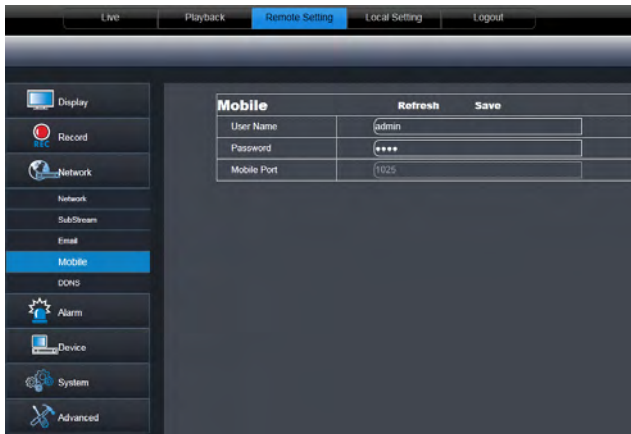 Live Playback Remote Setting Local Setting Logout
Display
Record
REC
Network
Network
SubStream
Email
Mobile
DDNS
Alarm
Device
System
Advanced
Mobile Refresh Save
User Name admin
Password ••••
Mobile Port 1025